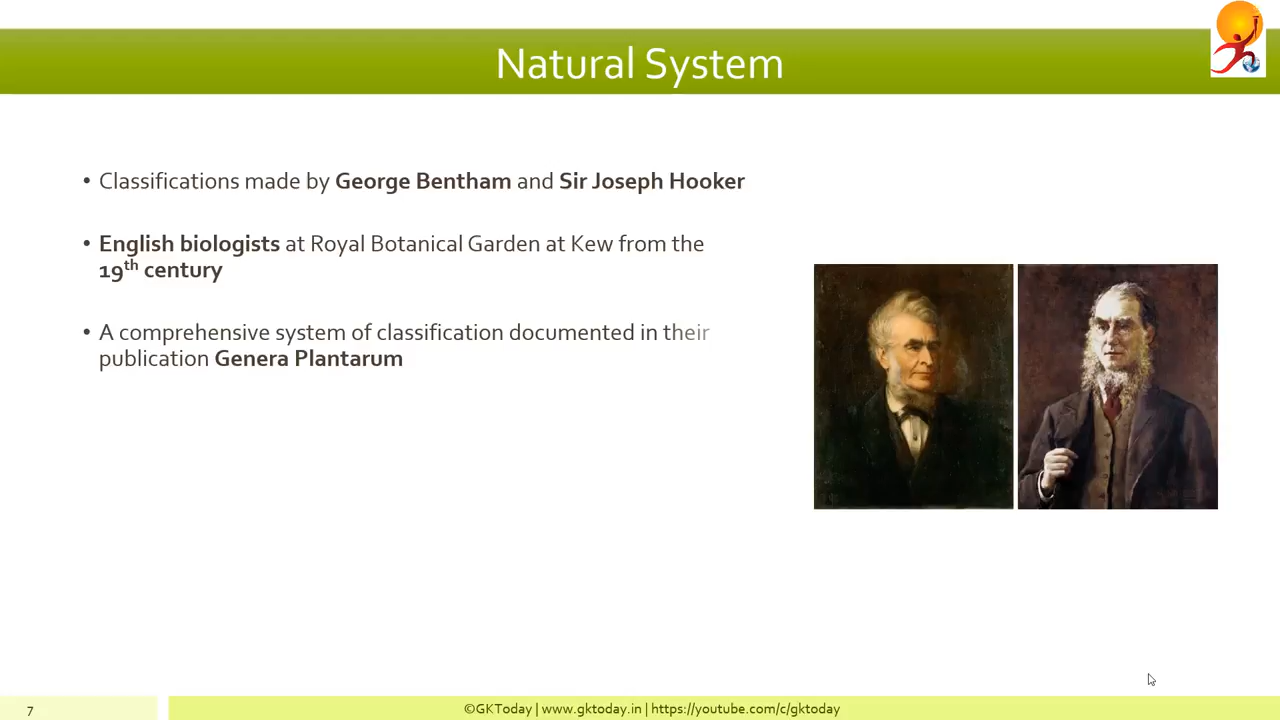 Natural System
• Classifications made by George Bentham and Sir Joseph Hooker
• English biologists at Royal Botanical Garden at Kew from the
19th century
• A comprehensive system of classification documented in their
publication Genera Plantarum
7
©GKToday | www.gktoday.in | https://youtube.com/c/gktoday